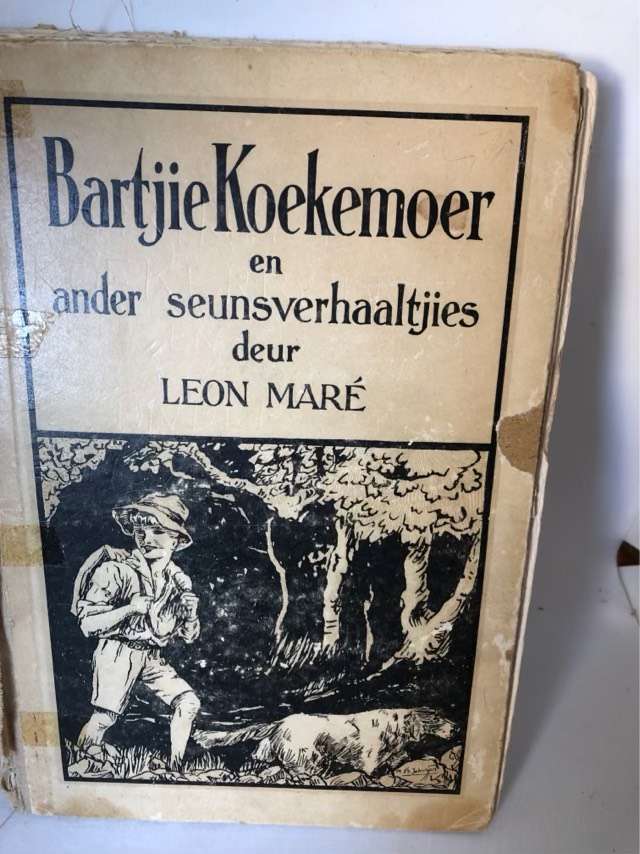 Bartjie Koekemoer
en
ander seunsverhaaltjies
deur
LEON MARÉ